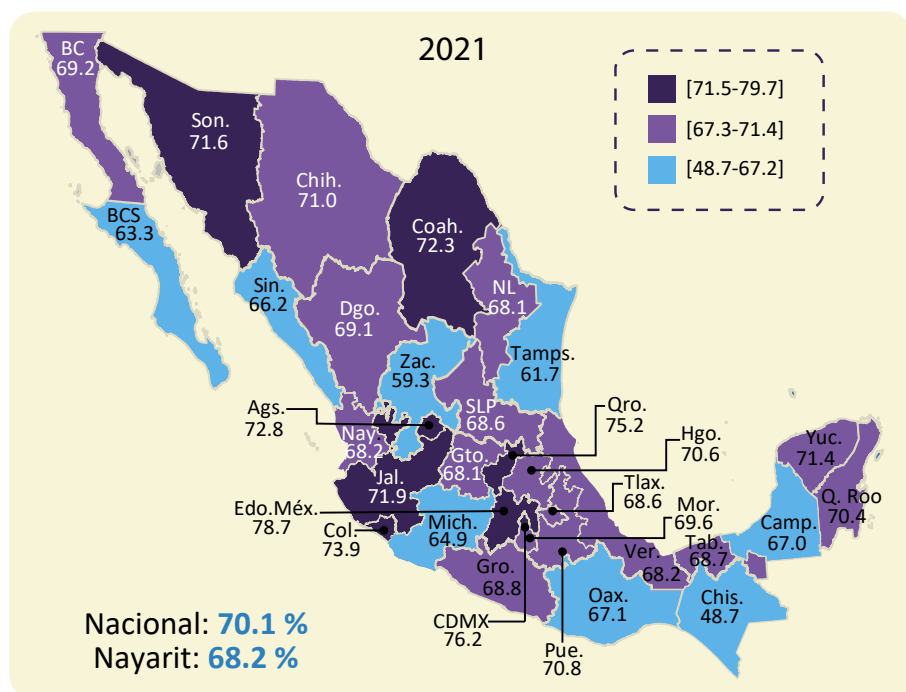 2021
[71.5-79.7]
[67.3-71.4]
[48.7-67.2]
BC
69.2
Son.
71.6
Chih.
71.0
BCS
63.3
Coah.
72.3
Sin.
66.2
Dgo.
69.1
NL
68.1
Zac.
59.3
Tamps.
61.7
Ags.
72.8
SLP
68.6
Qro.
75.2
Nay.
68.2
Gto.
68.1
Hgo.
70.6
Yuc.
71.4
Jal.
71.9
Tlax.
68.6
Q. Roo
70.4
Edo.Méx.
78.7
Mor.
69.6
Col.
73.9
Mich.
64.9
Camp.
67.0
Ver.
68.2
Tab.
68.7
Gro.
68.8
Oax.
67.1
Chis.
48.7
CDMX
76.2
Pue.
70.8
Nacional: 70.1 %
Nayarit: 68.2 %